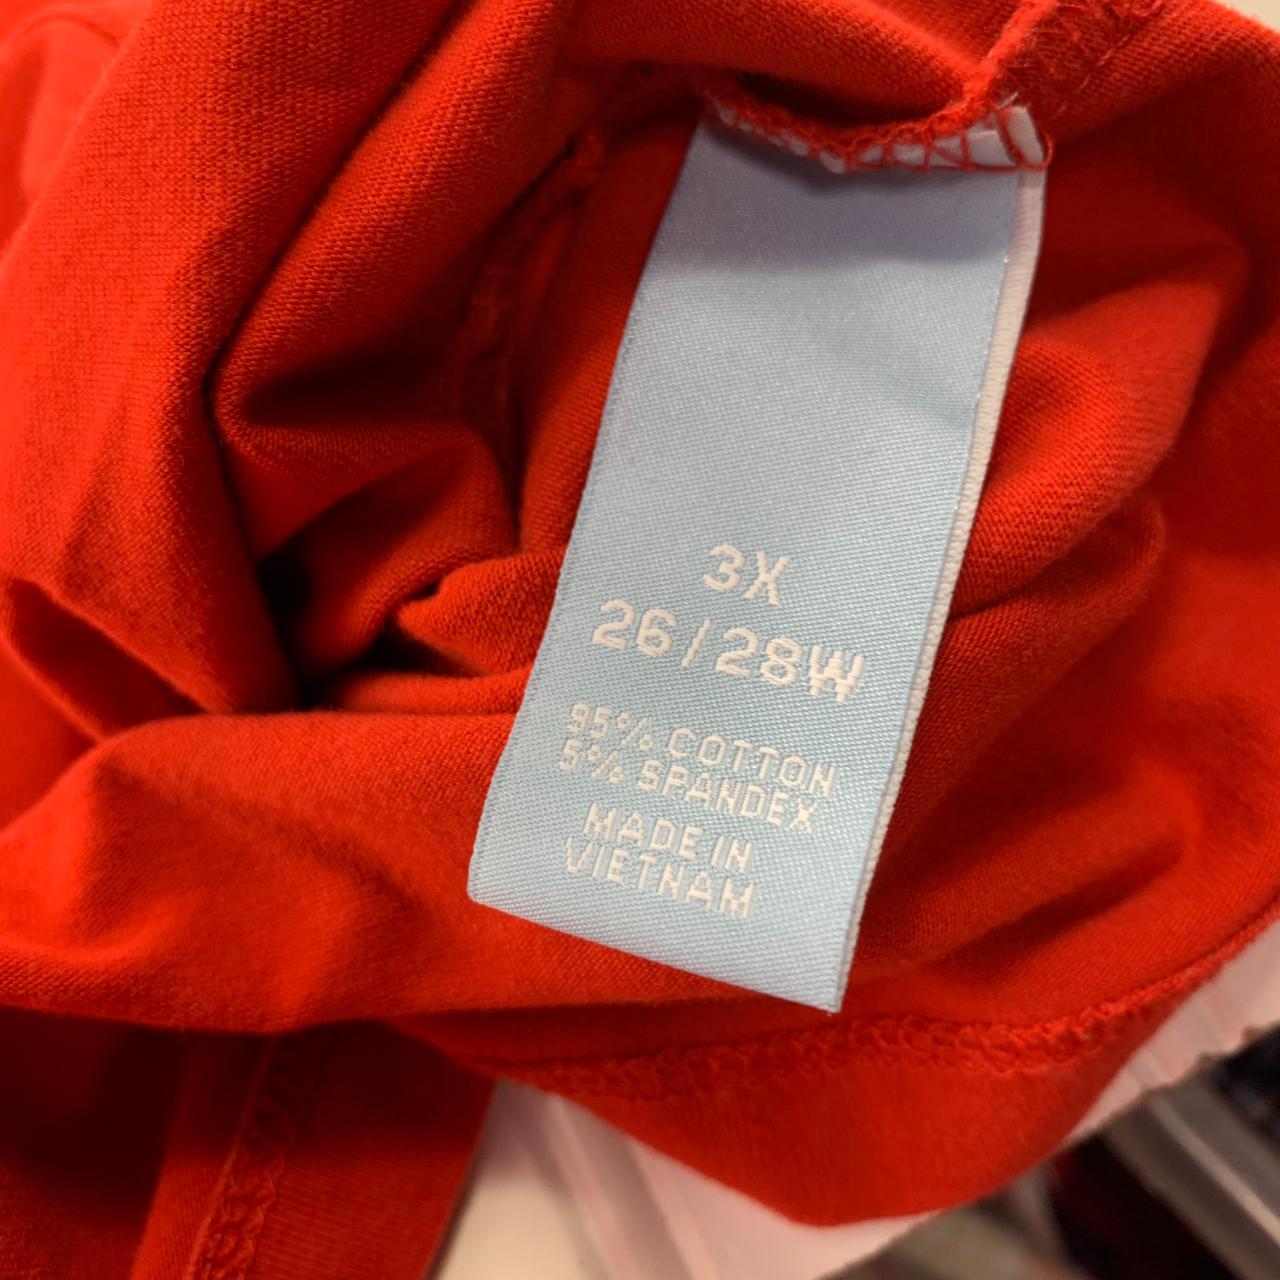 3X
26/28W
95% COTTON
5% SPANDEX
MADE IN
VIETNAM